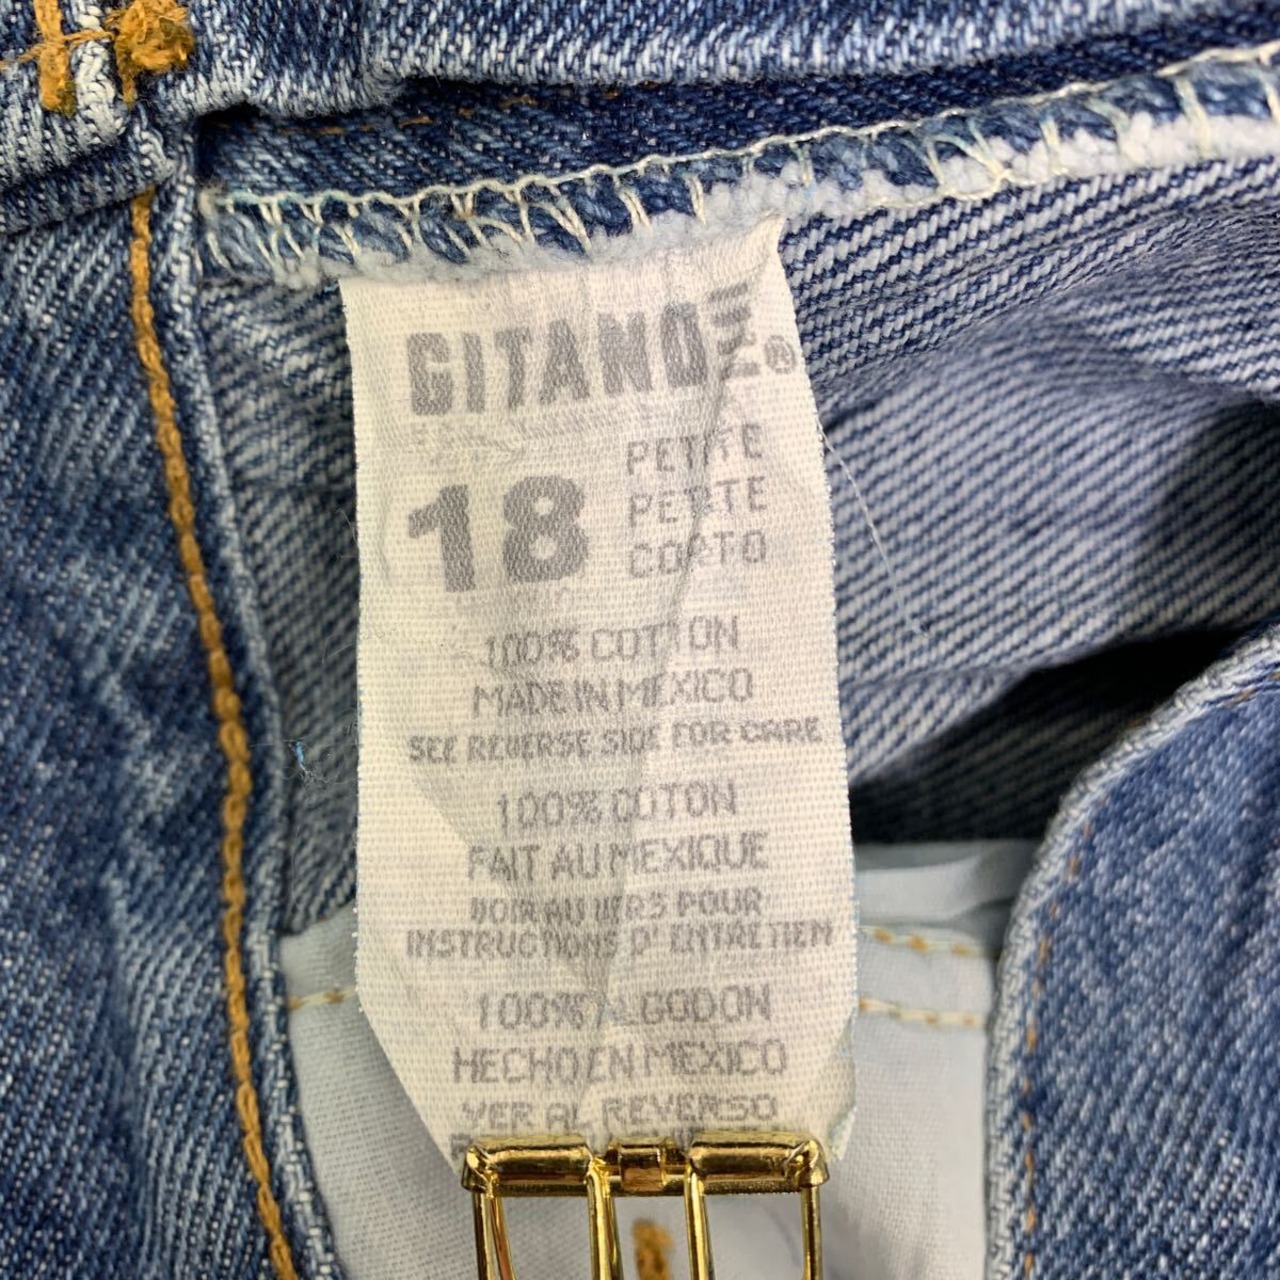 GITANO ®
18
PETITE
PETITE
CORTO
100% COTTON
MADE IN MEXICO
SEE REVERSE SIDE FOR CARE
100% COTON
FAIT AU MEXIQUE
VOIR AU VERS POUR
INSTRUCTIONS D' ENTRETIEN
100% ALGODON
HECHO EN MEXICO
VER AL REVERSO